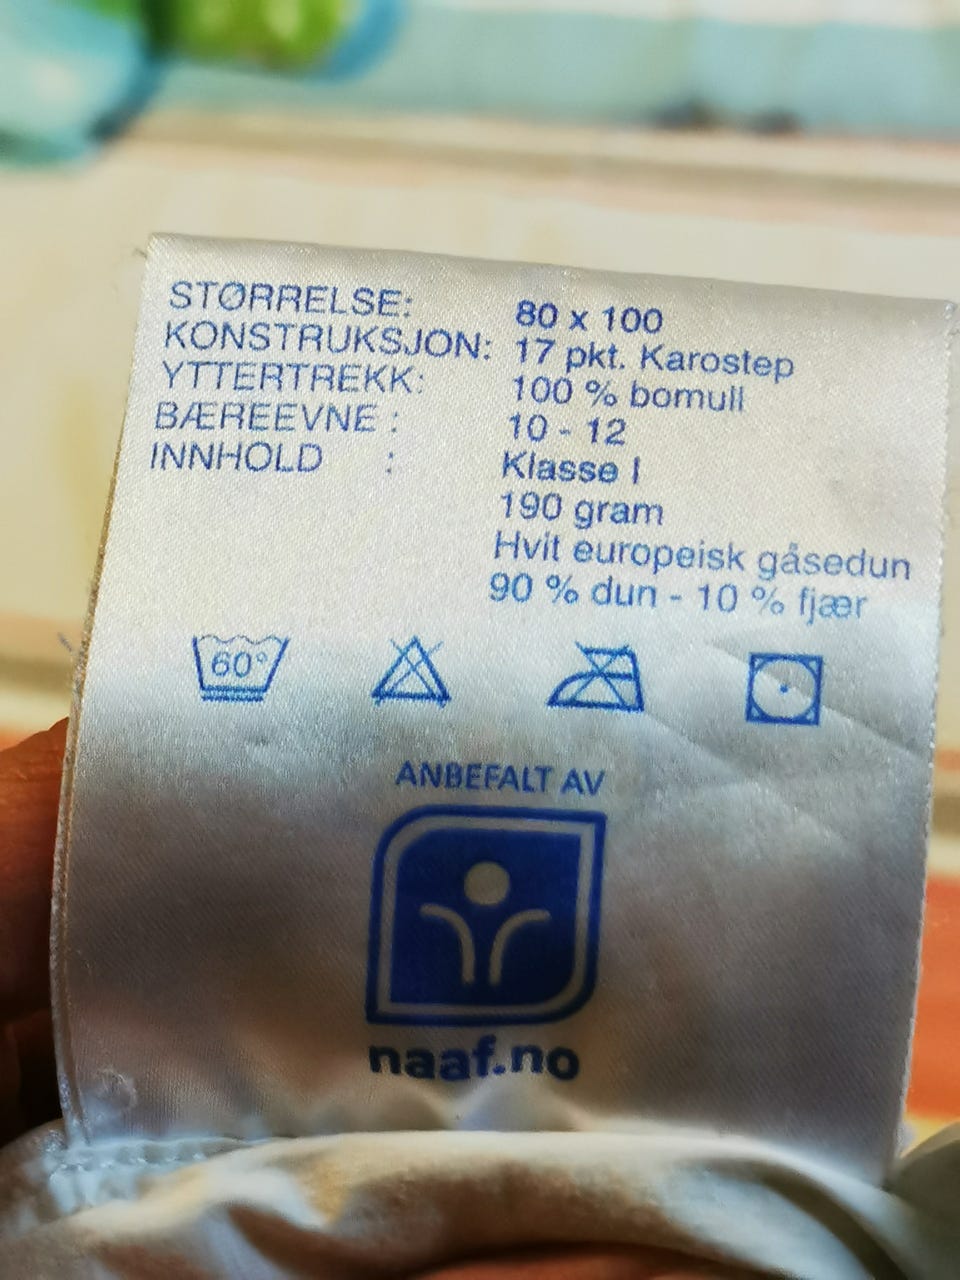 STØRRELSE: 80 x 100
KONSTRUKSJON: 17 pkt. Karostep
YTTERTREKK: 100 % bomull
BÆREEVNE : 10 - 12
INNHOLD : Klasse I
190 gram
Hvit europeisk gåsedun
90 % dun - 10 % fjær
60°
ANBEFALT AV
naaf.no